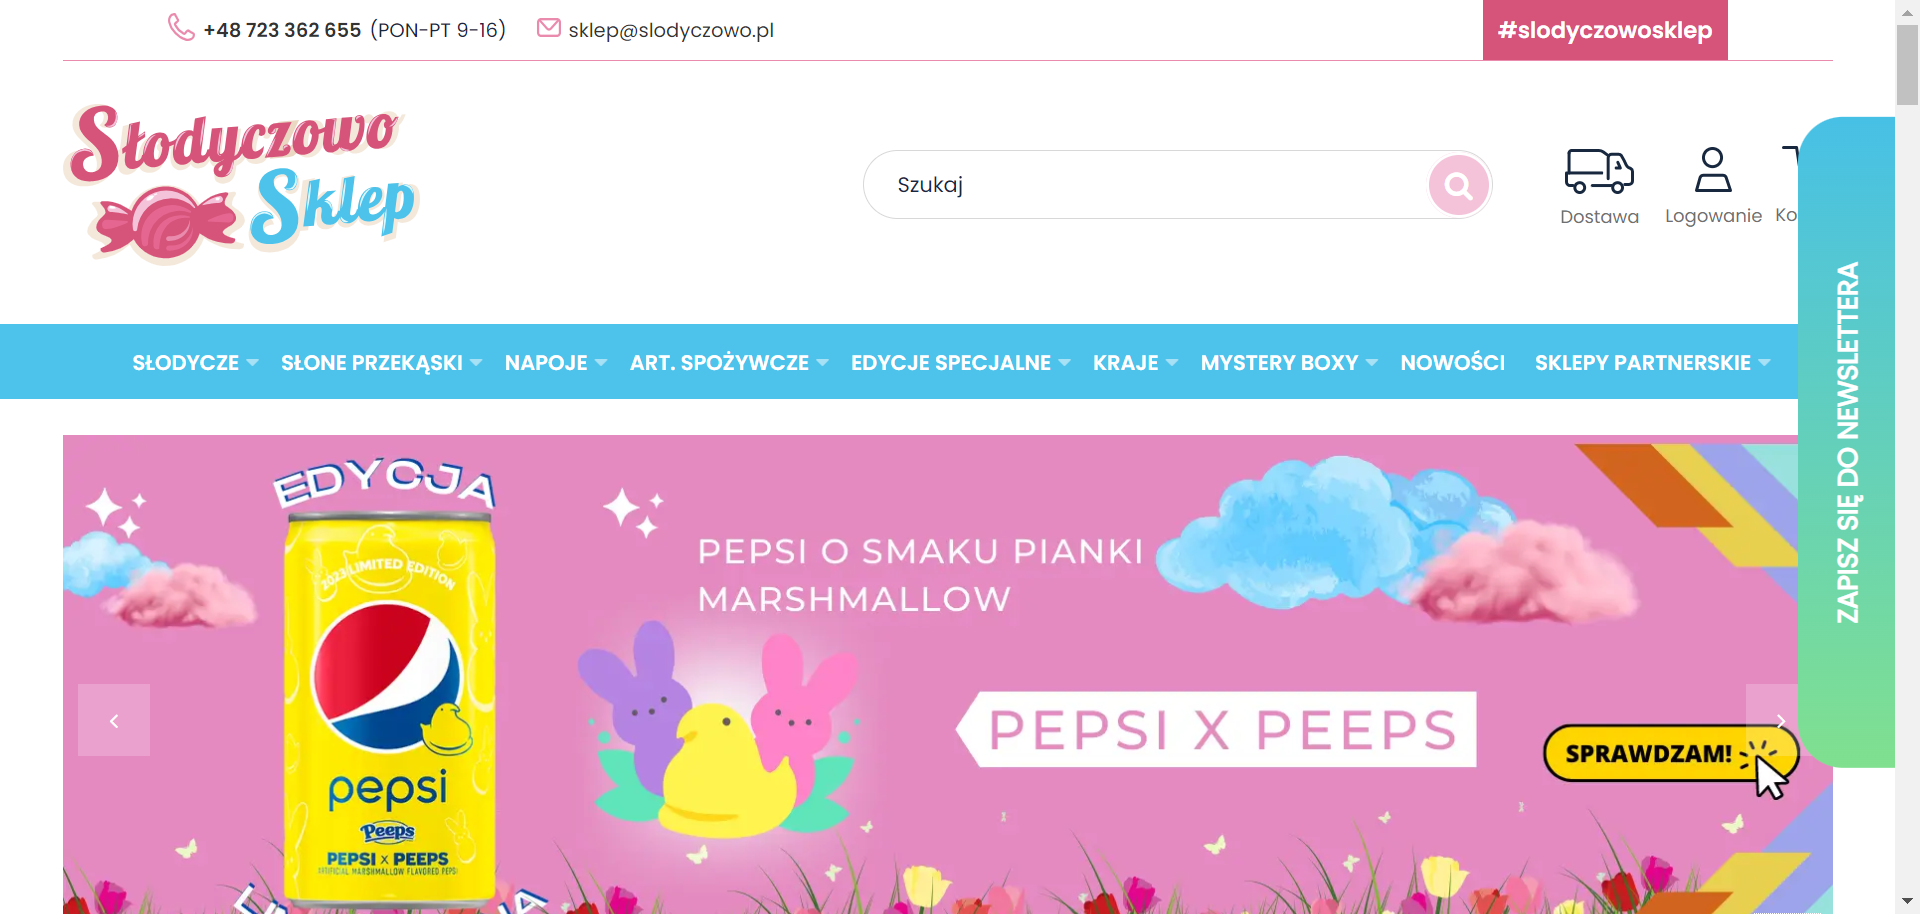 +48 723 362 655 (PON-PT 9-16) sklep@slodyczowo.pl #slodyczowosklep
Słodyczowo
Sklep
Szukaj
Dostawa Logowanie
SŁODYCZE SŁONE PRZEKĄSKI NAPOJE ART. SPOŻYWCZE EDYCJE SPECJALNE KRAJE MYSTERY BOXY NOWOŚCI SKLEPY PARTNERSKIE
ZAPISZ SIĘ DO NEWSLETTERA
EDYCJA
2023 LIMITED EDITION
pepsi
Peeps
PEPSI X PEEPS
ARTIFICIAL MARSHMALLOW FLAVORED PEPSI
PEPSI O SMAKU PIANKI
MARSHMALLOW
PEPSI X PEEPS
SPRAWDZAM!